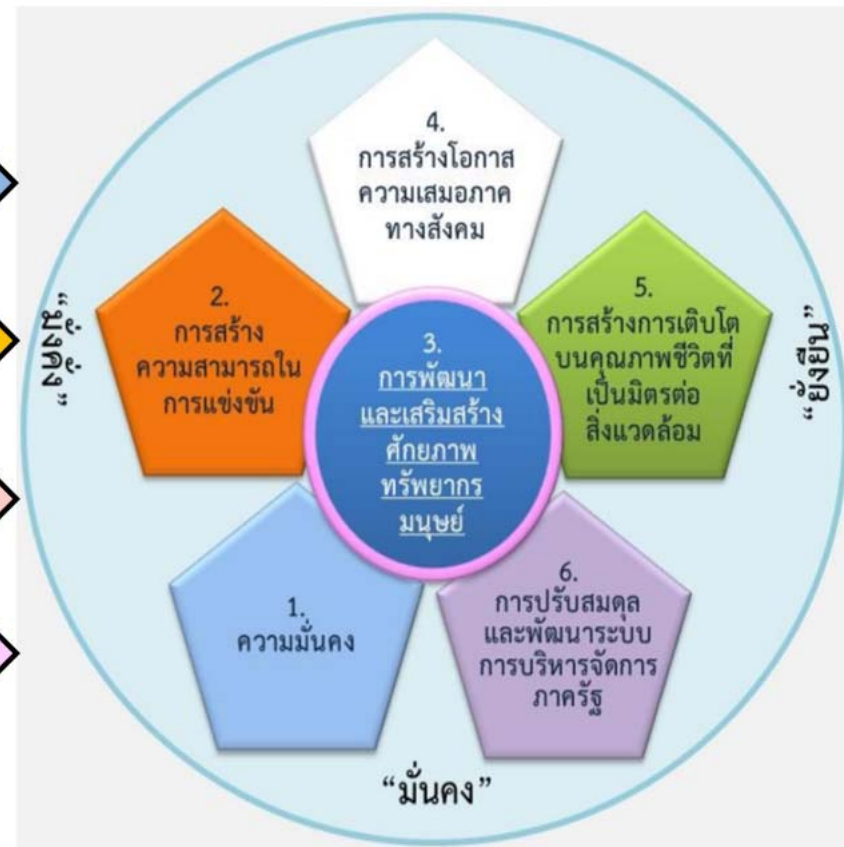 4.
การสร้างโอกาส
ความเสมอภาค
ทางสังคม
2.
การสร้าง
ความสามารถใน
การแข่งขัน
3.
การพัฒนา
และเสริมสร้าง
ศักยภาพ
ทรัพยากร
มนุษย์
5.
การสร้างการเติบโต
บนคุณภาพชีวิตที่
เป็นมิตรต่อ
สิ่งแวดล้อม
“มั่งคั่ง”
“ยั่งยืน”
1.
ความมั่นคง
6.
การปรับสมดุล
และพัฒนาระบบ
การบริหารจัดการ
ภาครัฐ
“มั่นคง”